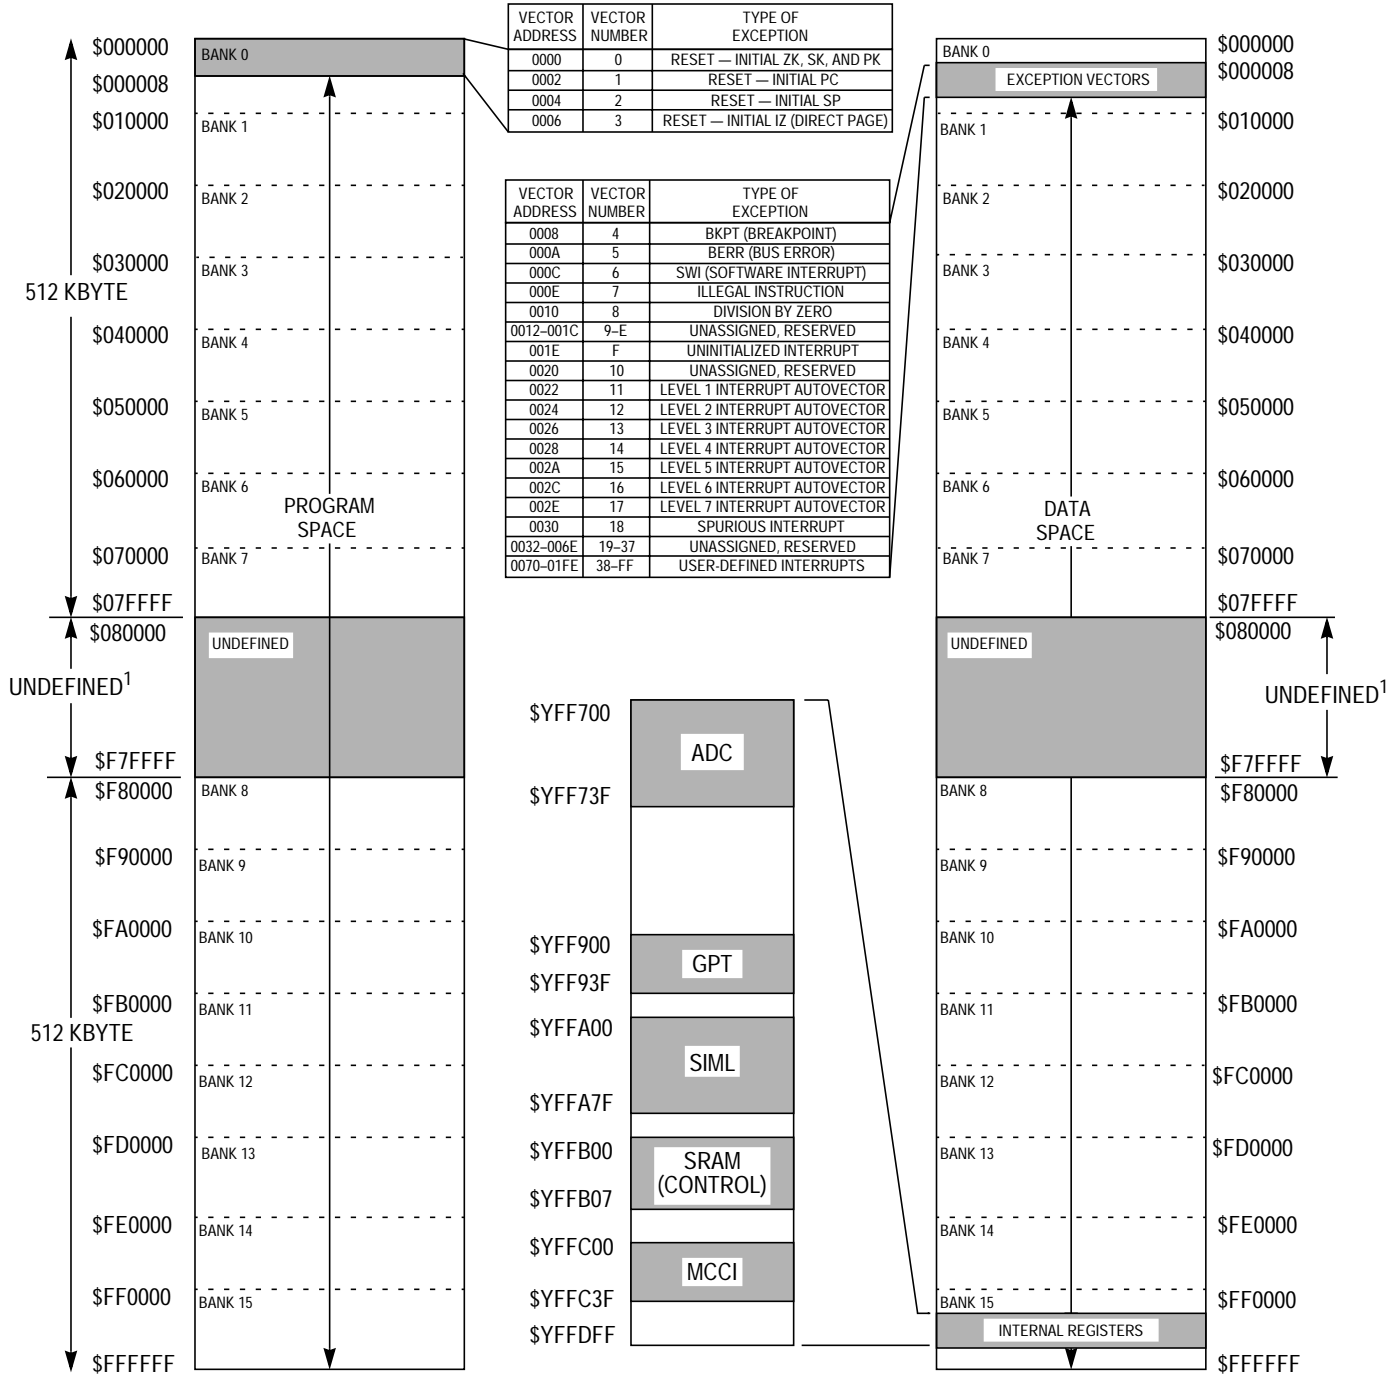 VECTOR ADDRESS VECTOR NUMBER TYPE OF EXCEPTION
0000 0 RESET — INITIAL ZK, SK, AND PK
0002 1 RESET — INITIAL PC
0004 2 RESET — INITIAL SP
0006 3 RESET — INITIAL IZ (DIRECT PAGE)
VECTOR ADDRESS VECTOR NUMBER TYPE OF EXCEPTION
0008 4 BKPT (BREAKPOINT)
000A 5 BERR (BUS ERROR)
000C 6 SWI (SOFTWARE INTERRUPT)
000E 7 ILLEGAL INSTRUCTION
0010 8 DIVISION BY ZERO
0012–001C 9–E UNASSIGNED, RESERVED
001E F UNINITIALIZED INTERRUPT
0020 10 UNASSIGNED, RESERVED
0022 11 LEVEL 1 INTERRUPT AUTOVECTOR
0024 12 LEVEL 2 INTERRUPT AUTOVECTOR
0026 13 LEVEL 3 INTERRUPT AUTOVECTOR
0028 14 LEVEL 4 INTERRUPT AUTOVECTOR
002A 15 LEVEL 5 INTERRUPT AUTOVECTOR
002C 16 LEVEL 6 INTERRUPT AUTOVECTOR
002E 17 LEVEL 7 INTERRUPT AUTOVECTOR
0030 18 SPURIOUS INTERRUPT
0032–006E 19–37 UNASSIGNED, RESERVED
0070–01FE 38–FF USER-DEFINED INTERRUPTS
$000000 BANK 0
$000008
$010000 BANK 1
$020000 BANK 2
$030000 BANK 3
512 KBYTE
$040000 BANK 4
$050000 BANK 5
$060000 BANK 6
PROGRAM
SPACE
$070000 BANK 7
$07FFFF
$080000 UNDEFINED
UNDEFINED1
$F7FFFF
$F80000 BANK 8
$F90000 BANK 9
$FA0000 BANK 10
$FB0000 BANK 11
512 KBYTE
$FC0000 BANK 12
$FD0000 BANK 13
$FE0000 BANK 14
$FF0000 BANK 15
$FFFFFF
$YFF700
ADC
$YFF73F
$YFF900
GPT
$YFF93F
$YFFA00
SIML
$YFFA7F
$YFFB00
SRAM
(CONTROL)
$YFFB07
$YFFC00
MCCI
$YFFC3F
$YFFDFF
BANK 0 $000000
EXCEPTION VECTORS $000008
BANK 1 $010000
BANK 2 $020000
BANK 3 $030000
BANK 4 $040000
BANK 5 $050000
BANK 6 $060000
DATA
SPACE
BANK 7 $070000
$07FFFF
UNDEFINED $080000
UNDEFINED1
$F7FFFF
BANK 8 $F80000
BANK 9 $F90000
BANK 10 $FA0000
BANK 11 $FB0000
BANK 12 $FC0000
BANK 13 $FD0000
BANK 14 $FE0000
BANK 15 $FF0000
INTERNAL REGISTERS
$FFFFFF